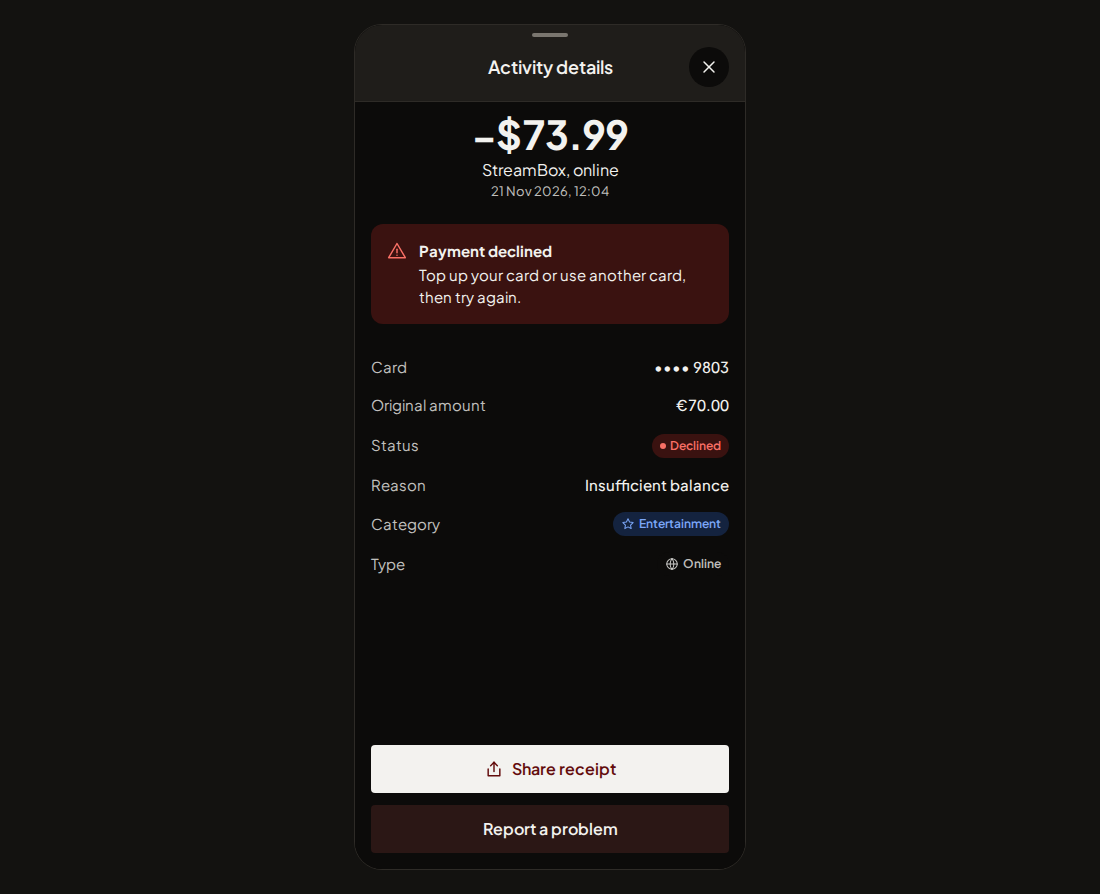 Activity details
–$73.99
StreamBox, online
21 Nov 2026, 12:04
Payment declined
Top up your card or use another card,
then try again.
Card •••• 9803
Original amount €70.00
Status Declined
Reason Insufficient balance
Category Entertainment
Type Online
Share receipt
Report a problem